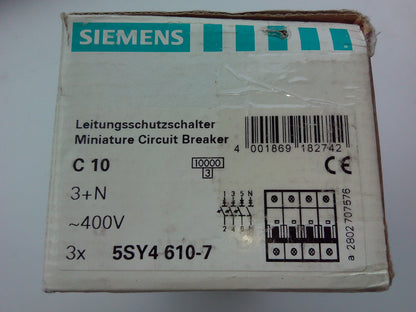 SIEMENS
Leitungsschutzschalter
Miniature Circuit Breaker
4 001869 182742
C 10
10000
3
CE
3+N
1 3 5 N
~400V
2 4 6 N
3x 5SY4 610-7
a 2802 707576